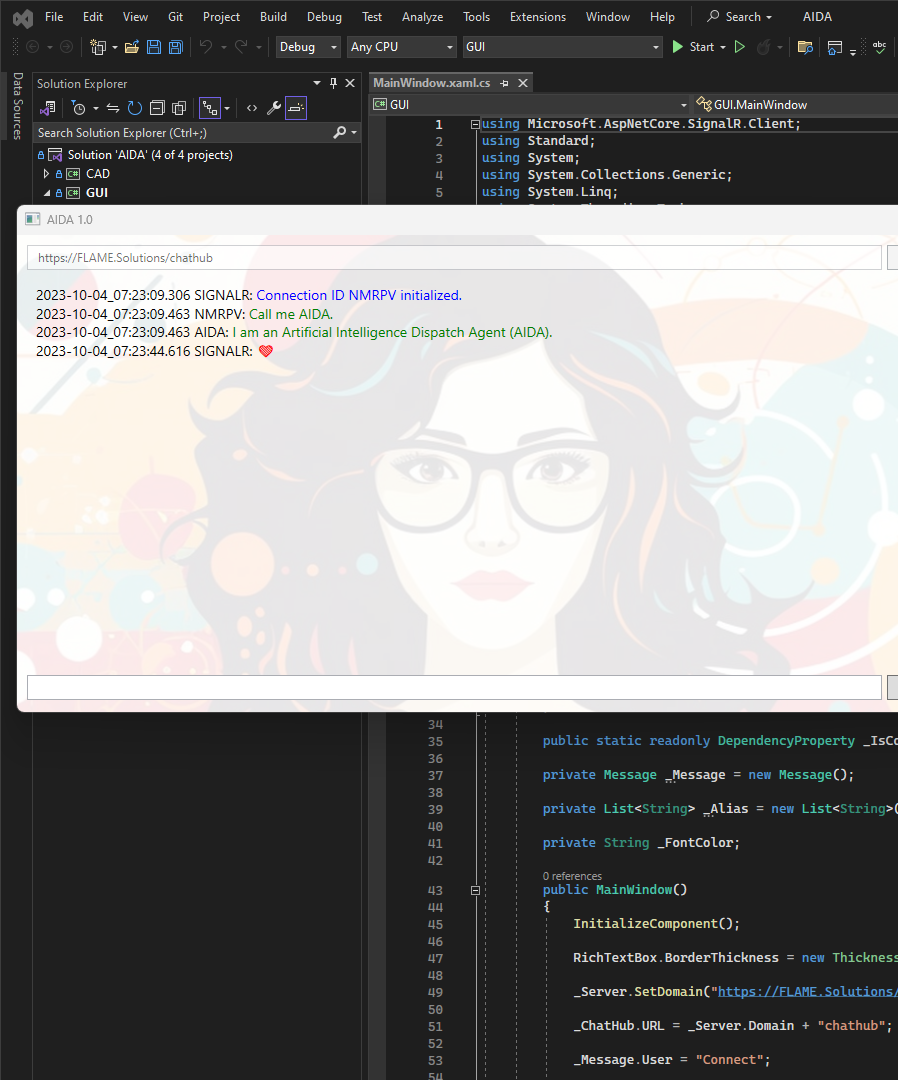 File Edit View Git Project Build Debug Test Analyze Tools Extensions Window Help Search AIDA
Debug Any CPU GUI Start
Data Sources
Solution Explorer
Search Solution Explorer (Ctrl+;)
Solution 'AIDA' (4 of 4 projects)
C# CAD
C# GUI
MainWindow.xaml.cs
C# GUI GUI.MainWindow
1 using Microsoft.AspNetCore.SignalR.Client;
2 using Standard;
3 using System;
4 using System.Collections.Generic;
5 using System.Linq;
AIDA 1.0
https://FLAME.Solutions/chathub
2023-10-04_07:23:09.306 SIGNALR: Connection ID NMRPV initialized.
2023-10-04_07:23:09.463 NMRPV: Call me AIDA.
2023-10-04_07:23:09.463 AIDA: I am an Artificial Intelligence Dispatch Agent (AIDA).
2023-10-04_07:23:44.616 SIGNALR: 💖
34
35 public static readonly DependencyProperty _IsCo
36
37 private Message _Message = new Message();
38
39 private List<String> _Alias = new List<String>(
40
41 private String _FontColor;
42
0 references
43 public MainWindow()
44 {
45 InitializeComponent();
46
47 RichTextBox.BorderThickness = new Thickness
48
49 _Server.SetDomain("https://FLAME.Solutions/
50
51 _ChatHub.URL = _Server.Domain + "chathub";
52
53 _Message.User = "Connect";
54